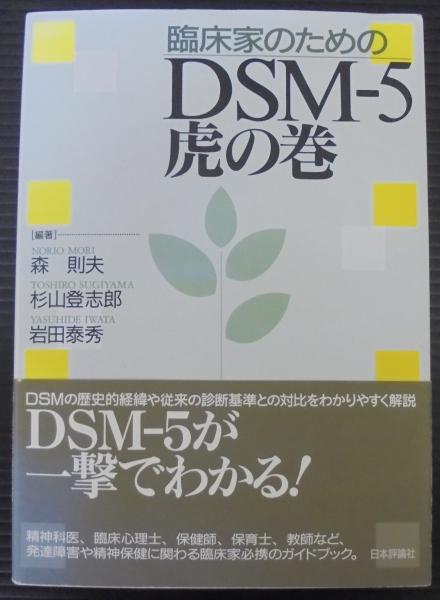 臨床家のための
DSM-5
虎の巻
[編著]
NORIO MORI
森 則夫
TOSHIRO SUGIYAMA
杉山登志郎
YASUHIDE IWATA
岩田泰秀
DSMの歴史的経緯や従来の診断基準との対比をわかりやすく解説
DSM-5が
一撃でわかる!
精神科医、臨床心理士、保健師、保育士、教師など、
発達障害や精神保健に関わる臨床家必携のガイドブック。
日本評論社